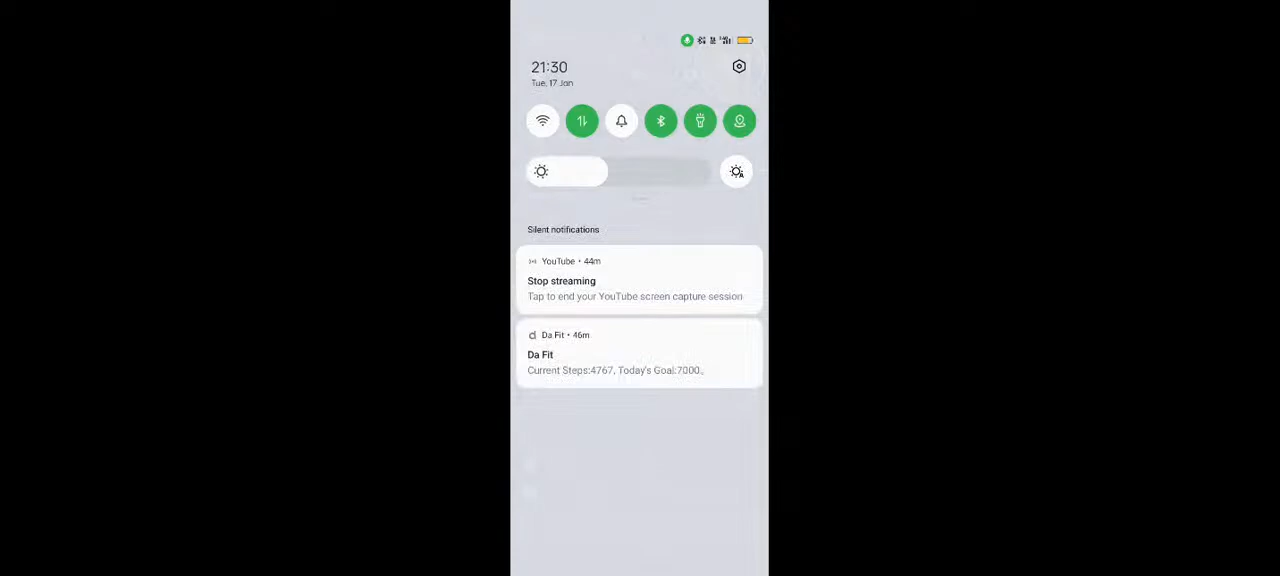 21:30
Tue, 17 Jan
Silent notifications
YouTube • 44m
Stop streaming
Tap to end your YouTube screen capture session
Da Fit • 46m
Da Fit
Current Steps:4767, Today's Goal:7000。